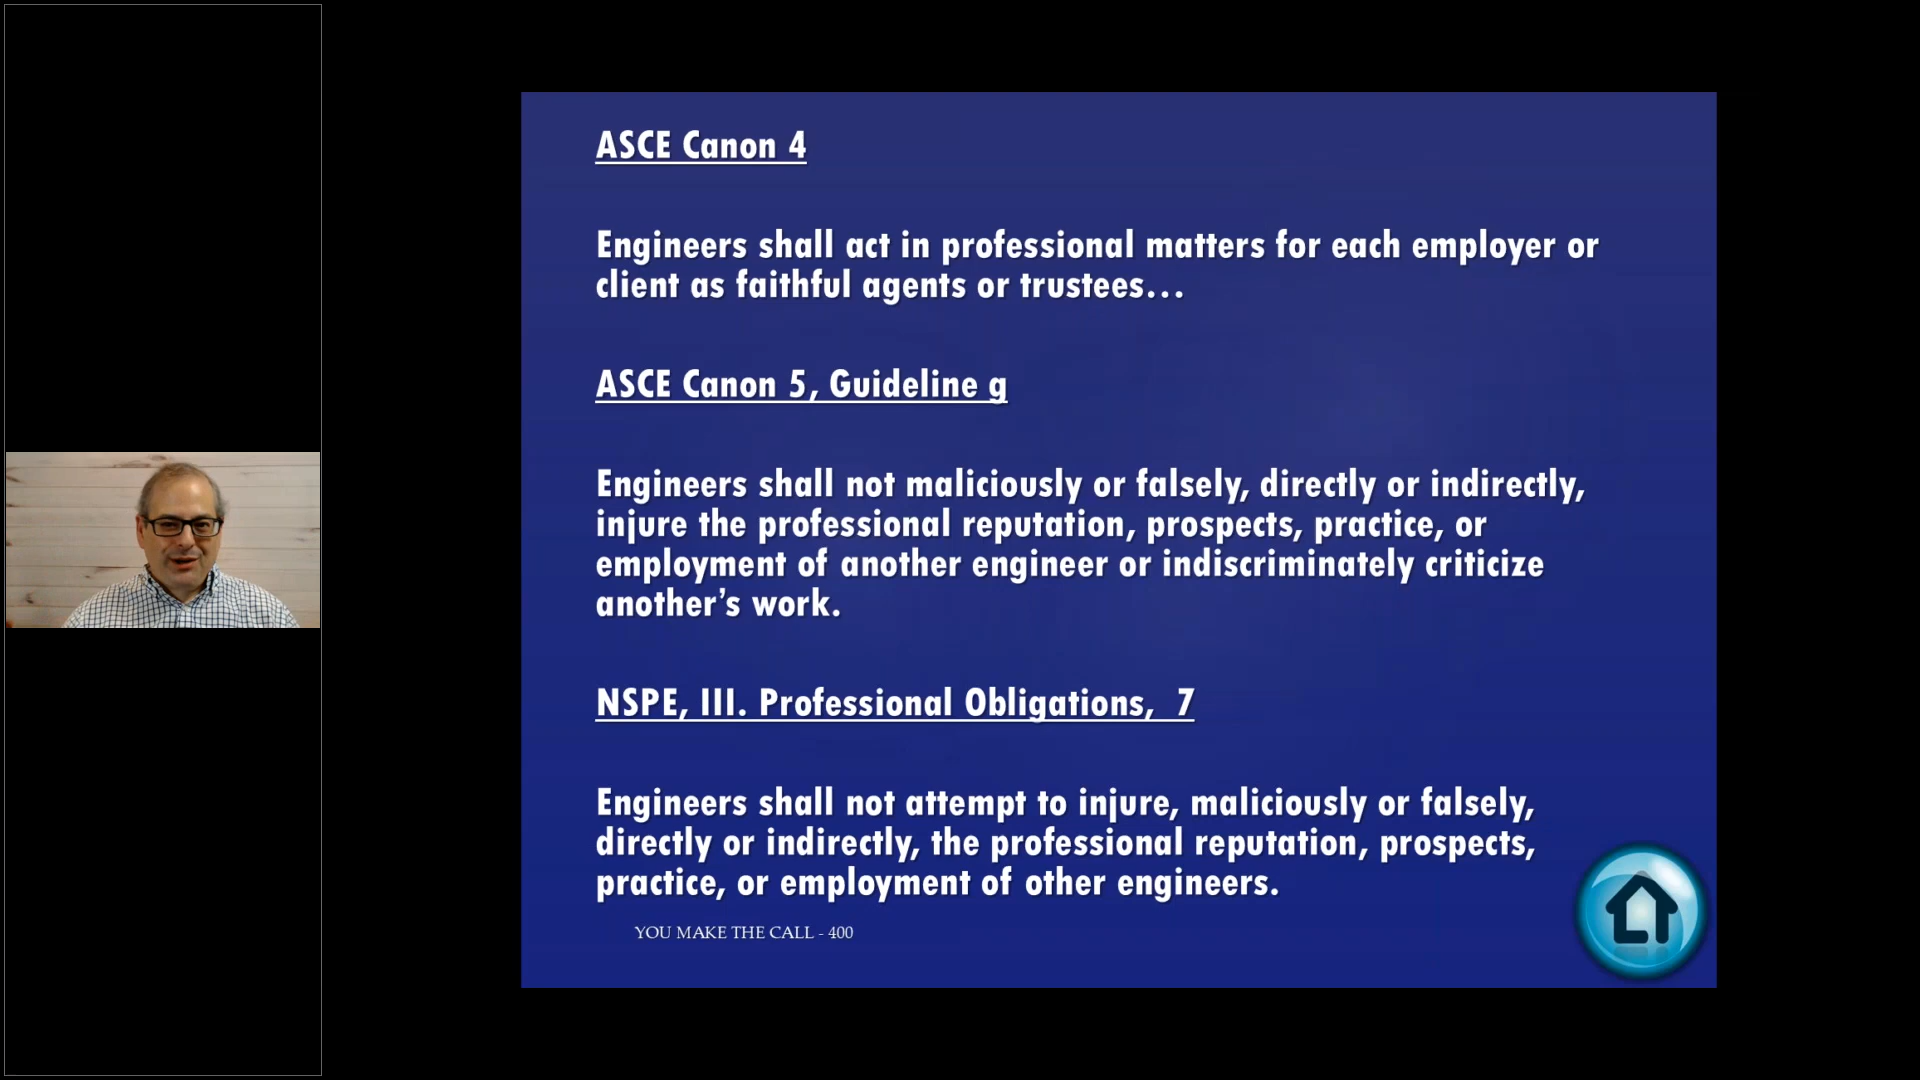 ASCE Canon 4
Engineers shall act in professional matters for each employer or
client as faithful agents or trustees…
ASCE Canon 5, Guideline g
Engineers shall not maliciously or falsely, directly or indirectly,
injure the professional reputation, prospects, practice, or
employment of another engineer or indiscriminately criticize
another’s work.
NSPE, III. Professional Obligations,  7
Engineers shall not attempt to injure, maliciously or falsely,
directly or indirectly, the professional reputation, prospects,
practice, or employment of other engineers.
YOU MAKE THE CALL - 400